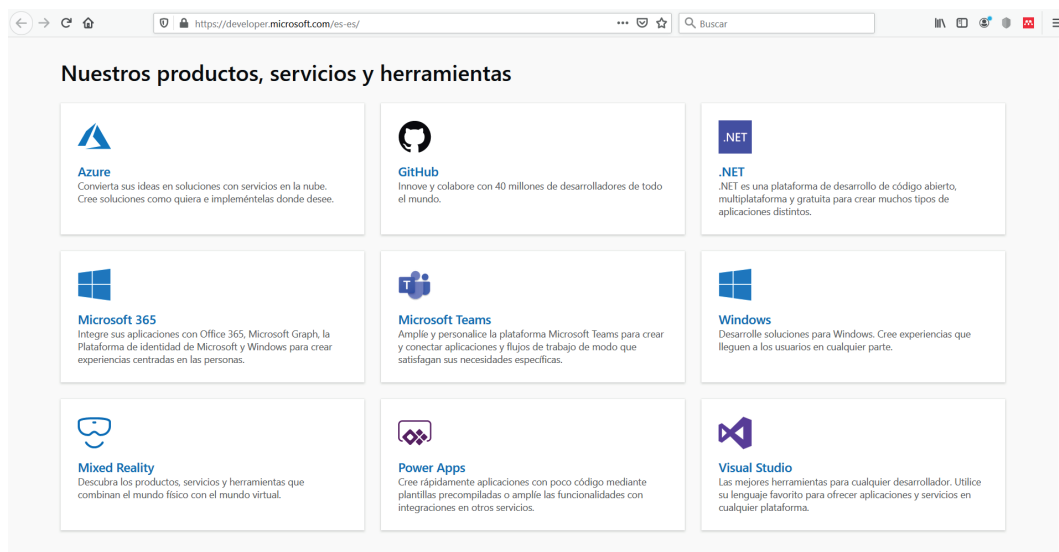 https://developer.microsoft.com/es-es/
Buscar
Nuestros productos, servicios y herramientas
Azure
Convierta sus ideas en soluciones con servicios en la nube.
Cree soluciones como quiera e impleméntelas donde desee.
GitHub
Innove y colabore con 40 millones de desarrolladores de todo
el mundo.
.NET
.NET
.NET es una plataforma de desarrollo de código abierto,
multiplataforma y gratuita para crear muchos tipos de
aplicaciones distintos.
Microsoft 365
Integre sus aplicaciones con Office 365, Microsoft Graph, la
Plataforma de identidad de Microsoft y Windows para crear
experiencias centradas en las personas.
T
Microsoft Teams
Amplíe y personalice la plataforma Microsoft Teams para crear
y conectar aplicaciones y flujos de trabajo de modo que
satisfagan sus necesidades específicas.
Windows
Desarrolle soluciones para Windows. Cree experiencias que
lleguen a los usuarios en cualquier parte.
Mixed Reality
Descubra los productos, servicios y herramientas que
combinan el mundo físico con el mundo virtual.
Power Apps
Cree rápidamente aplicaciones con poco código mediante
plantillas precompiladas o amplíe las funcionalidades con
integraciones en otros servicios.
Visual Studio
Las mejores herramientas para cualquier desarrollador. Utilice
su lenguaje favorito para ofrecer aplicaciones y servicios en
cualquier plataforma.